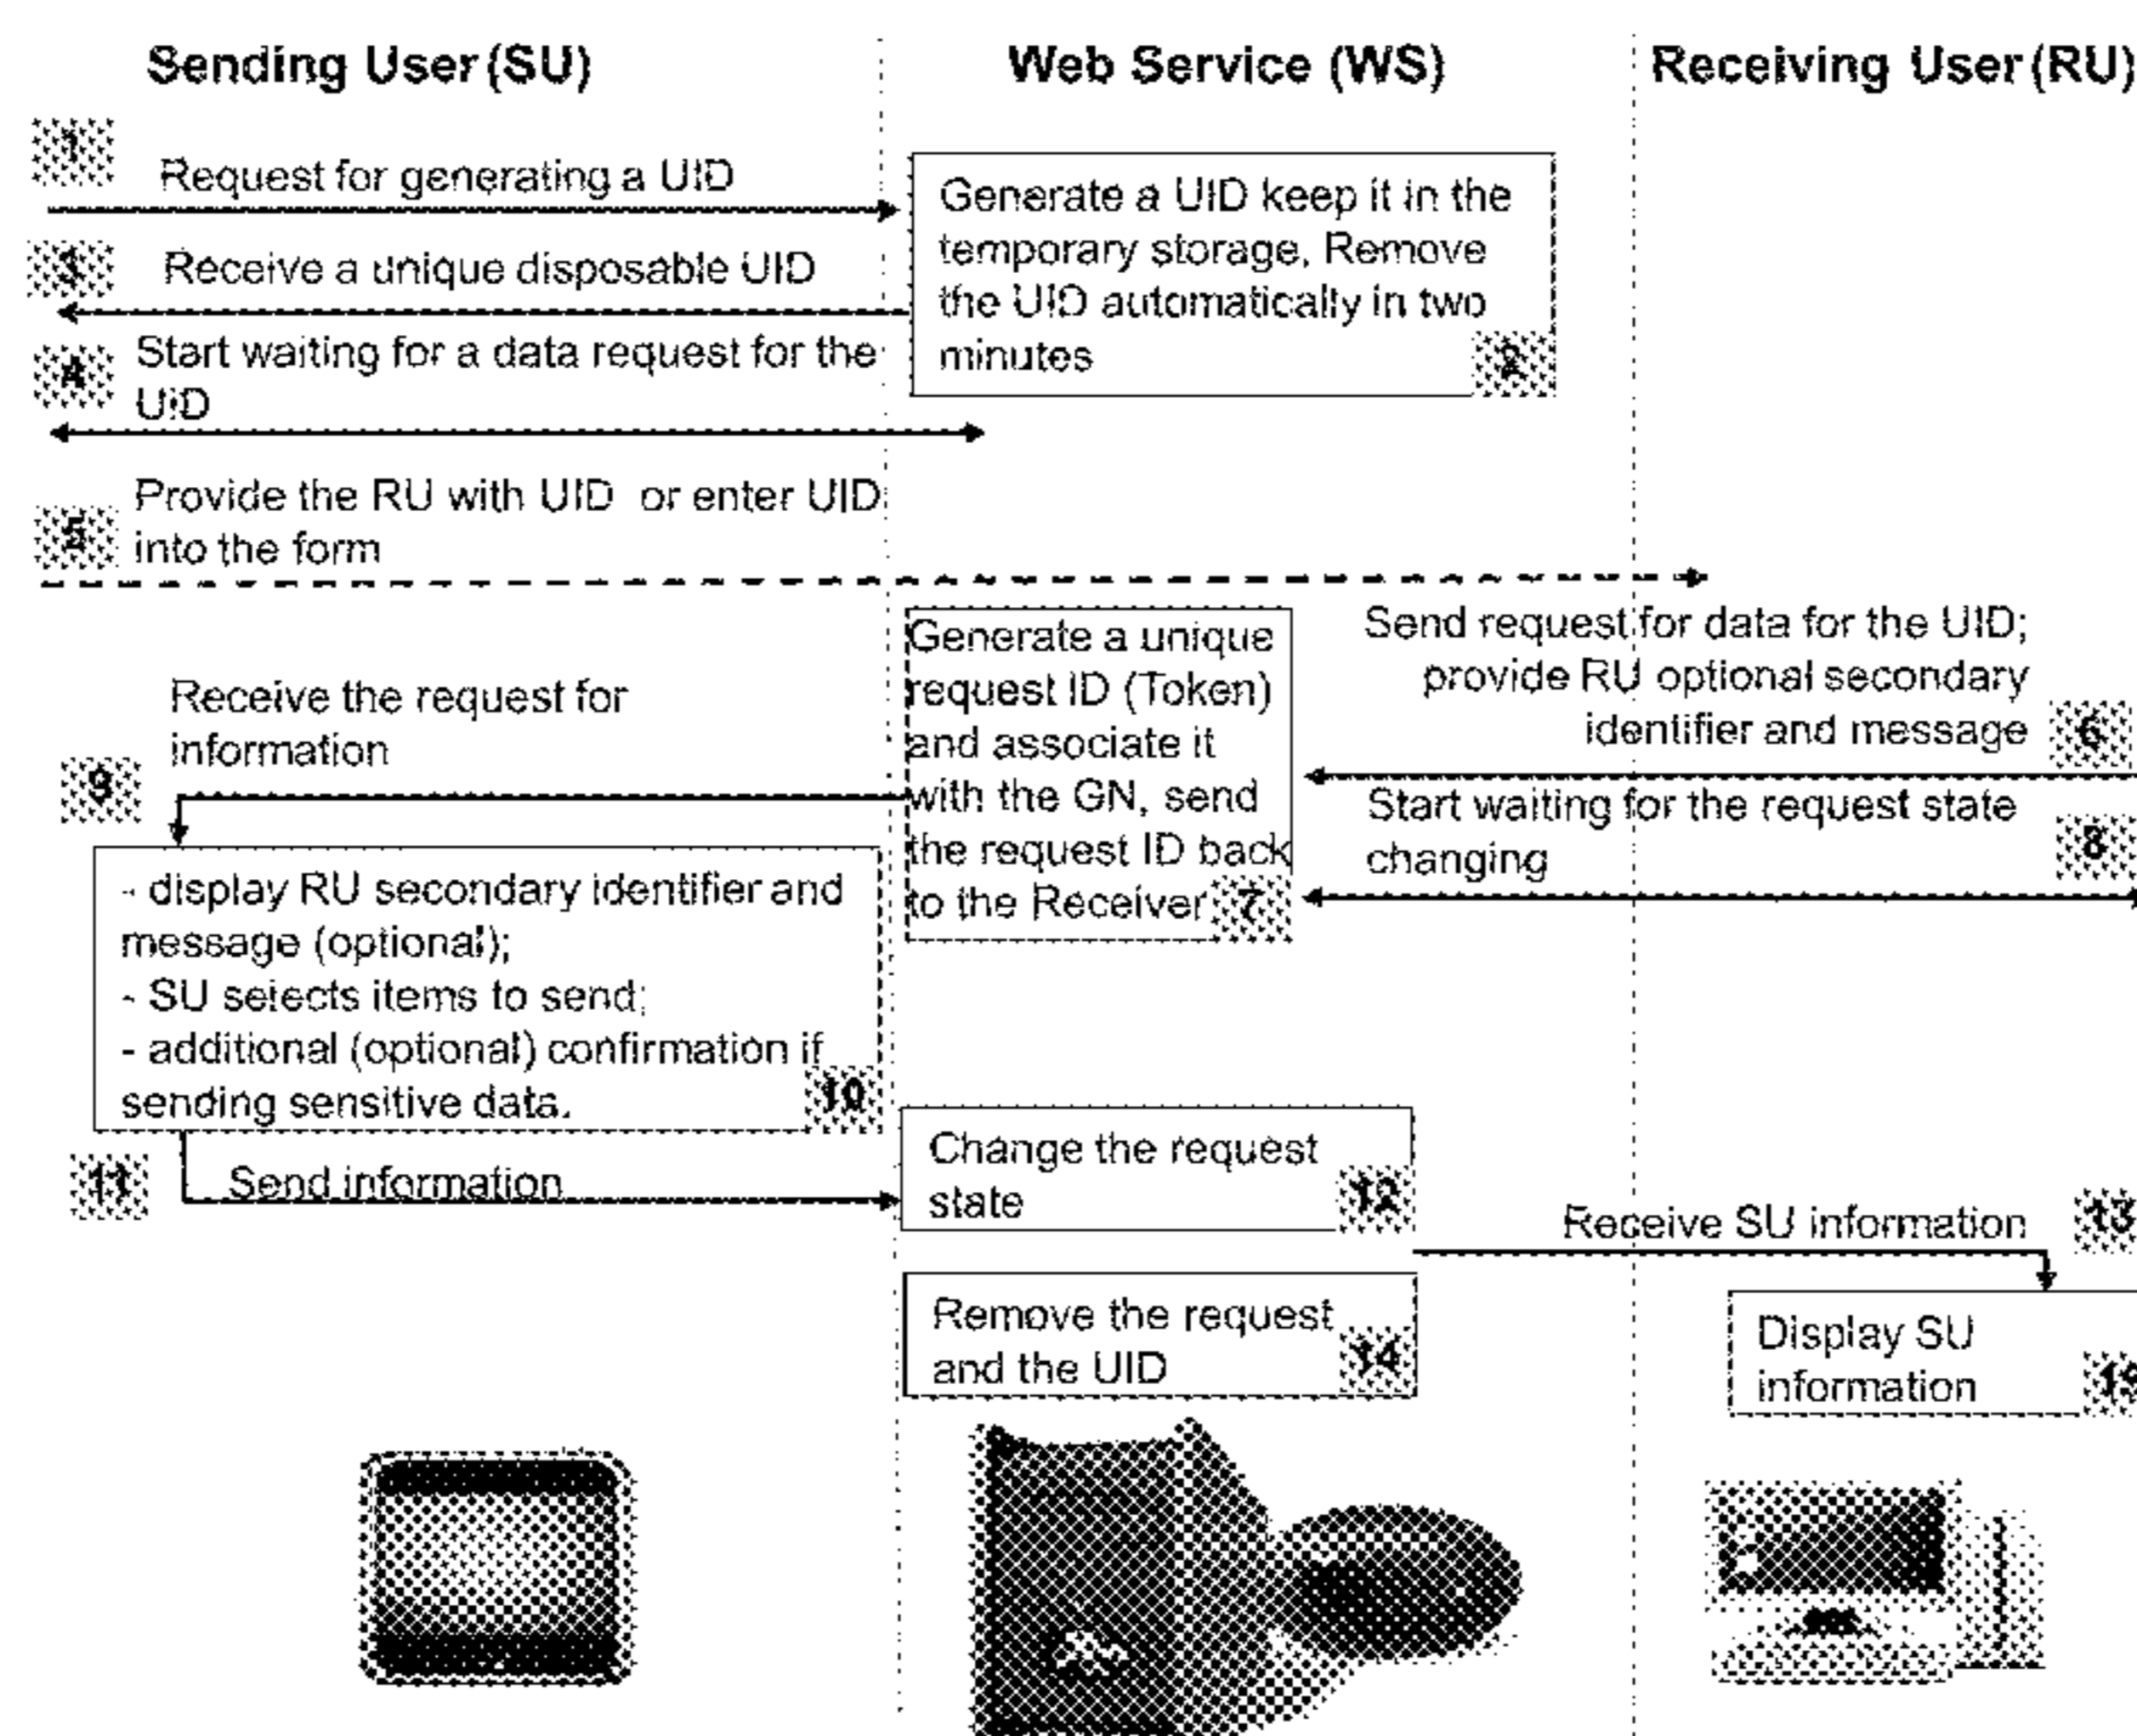 Sending User (SU)
Web Service (WS)
Receiving User (RU)
1
Request for generating a UID
Generate a UID keep it in the
temporary storage, Remove
the UID automatically in two
minutes
2
3
Receive a unique disposable UID
4
Start waiting for a data request for the
UID
5
Provide the RU with UID or enter UID
into the form
Send request for data for the UID;
provide RU optional secondary
identifier and message
6
Generate a unique
request ID (Token)
and associate it
with the GN, send
the request ID back
to the Receiver
7
Start waiting for the request state
changing
8
Receive the request for
information
9
- display RU secondary identifier and
message (optional);
- SU selects items to send;
- additional (optional) confirmation if
sending sensitive data.
10
11
Send information
Change the request
state
12
Receive SU information
13
Remove the request
and the UID
14
Display SU
information